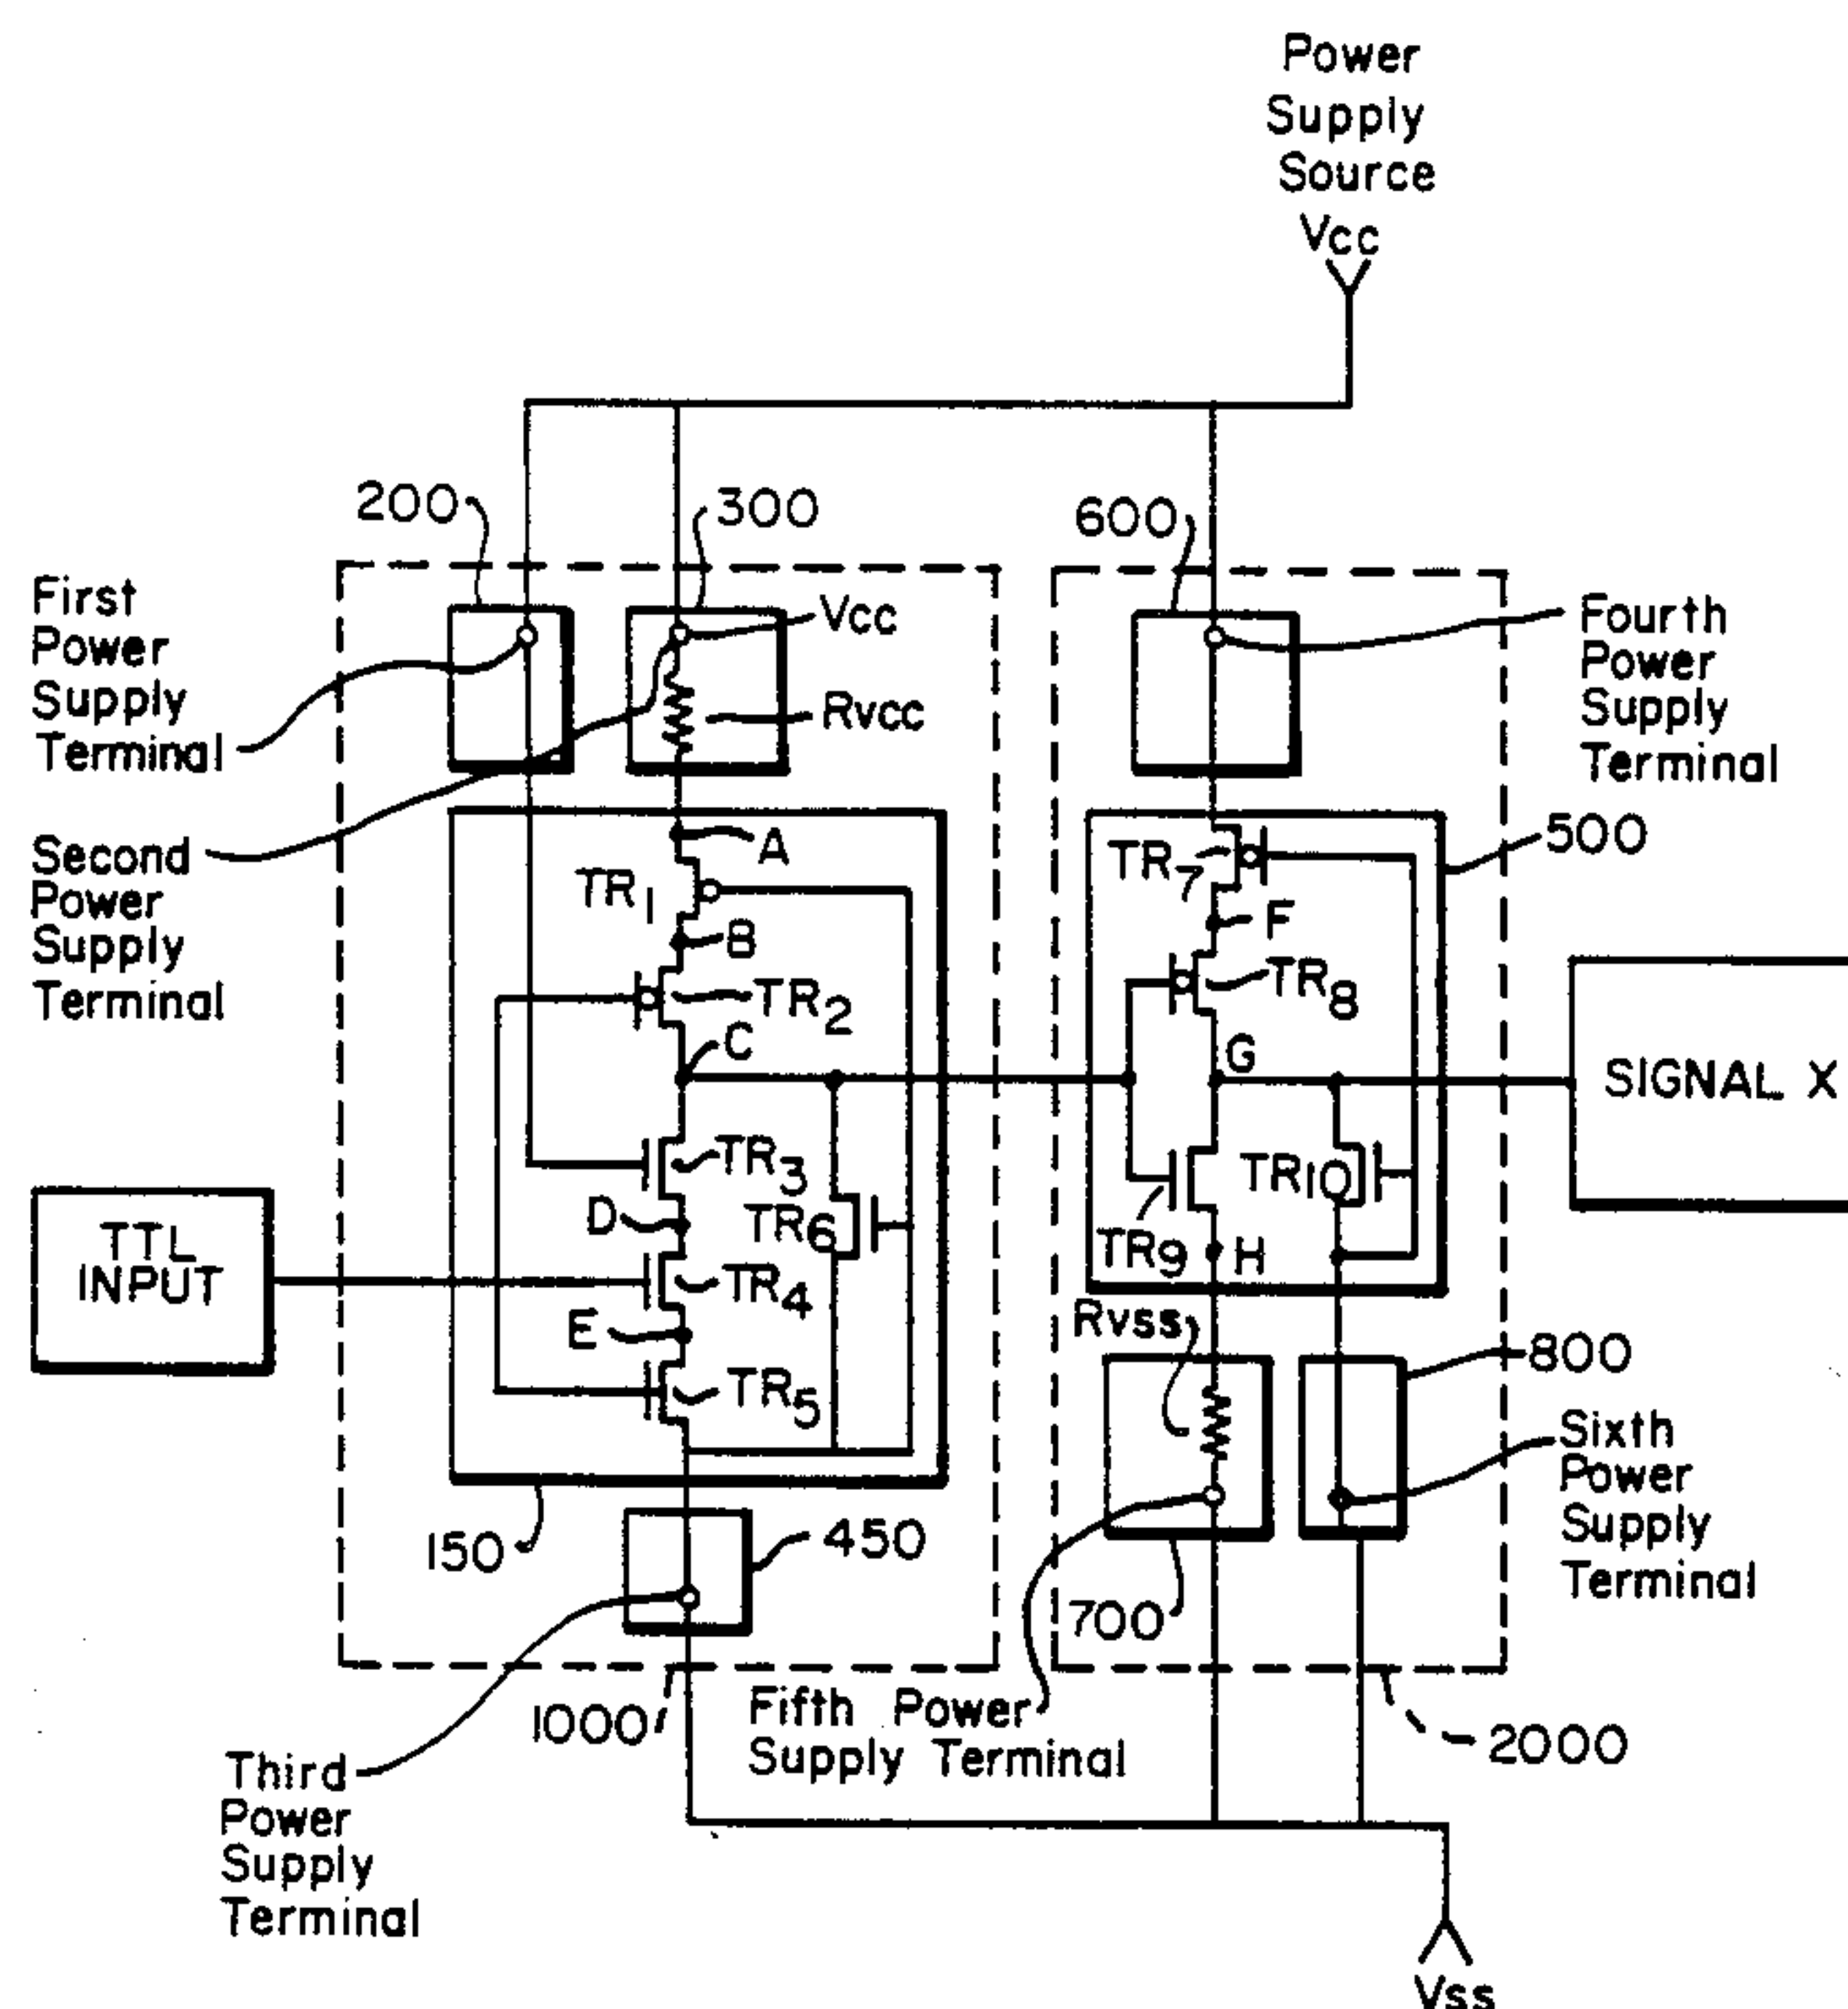 Power
Supply
Source
Vcc
200
300
600
First
Power
Supply
Terminal
Vcc
Rvcc
Fourth
Power
Supply
Terminal
Second
Power
Supply
Terminal
A
TR1
B
TR2
C
TR7
500
F
TR8
G
SIGNAL X
TTL
INPUT
TR3
D
TR6
TR4
E
TR5
TR10
TR9
H
Rvss
800
Sixth
Power
Supply
Terminal
150
450
700
1000
Fifth Power
Supply Terminal
2000
Third
Power
Supply
Terminal
Vss